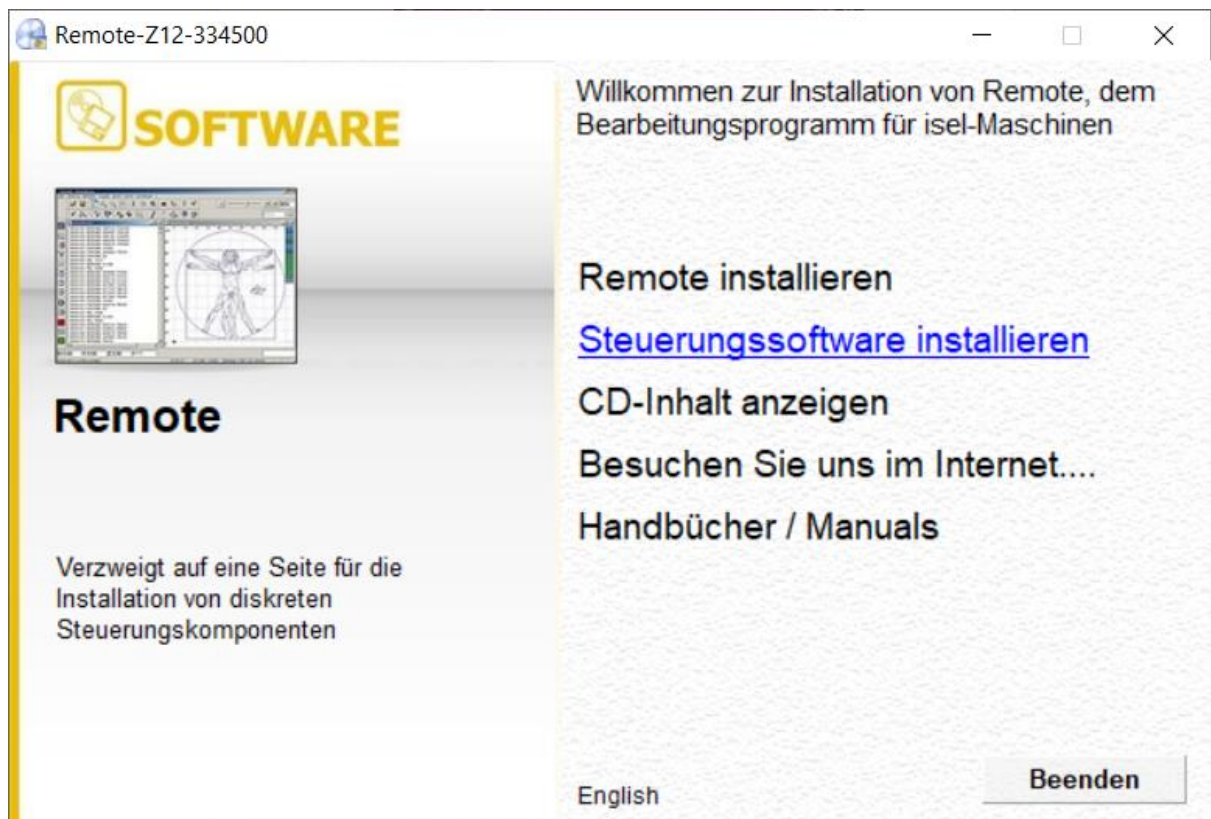 Remote-Z12-334500
SOFTWARE
Remote
Verzweigt auf eine Seite für die
Installation von diskreten
Steuerungskomponenten
Willkommen zur Installation von Remote, dem
Bearbeitungsprogramm für isel-Maschinen
Remote installieren
Steuerungssoftware installieren
CD-Inhalt anzeigen
Besuchen Sie uns im Internet....
Handbücher / Manuals
English
Beenden